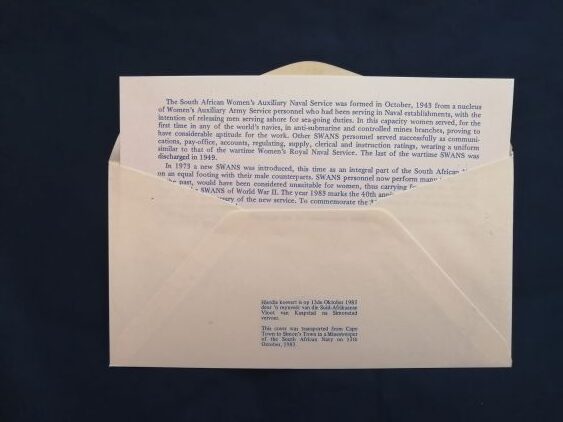 The South African Women's Auxiliary Naval Service was formed in October, 1943 from a nucleus
of Women's Auxiliary Army Service personnel who had been serving in Naval establishments, with the
intention of releasing men serving ashore for sea-going duties. In this capacity women served, for the
first time in any of the world's navies, in anti-submarine and controlled mines branches, proving to
have considerable aptitude for the work. Other SWANS personnel served successfully as communi-
cations, pay-office, accounts, regulating, supply, clerical and instruction ratings, wearing a uniform
similar to that of the wartime Women's Royal Naval Service. The last of the wartime SWANS was
discharged in 1949.
In 1973 a new SWANS was introduced, this time as an integral part of the South African
on an equal footing with their male counterparts. SWANS personnel now perform many
the past, would have been considered unsuitable for women, thus carrying
SWANS of World War II. The year 1983 marks the 40th
of the new service. To commemorate the
Hierdie koevert is op 13de Oktober 1983
deur 'n mynveër van die Suid-Afrikaanse
Vloot van Kaapstad na Simonstad
vervoer.
This cover was transported from Cape
Town to Simon's Town in a Minesweeper
of the South African Navy on 13th
October, 1983.